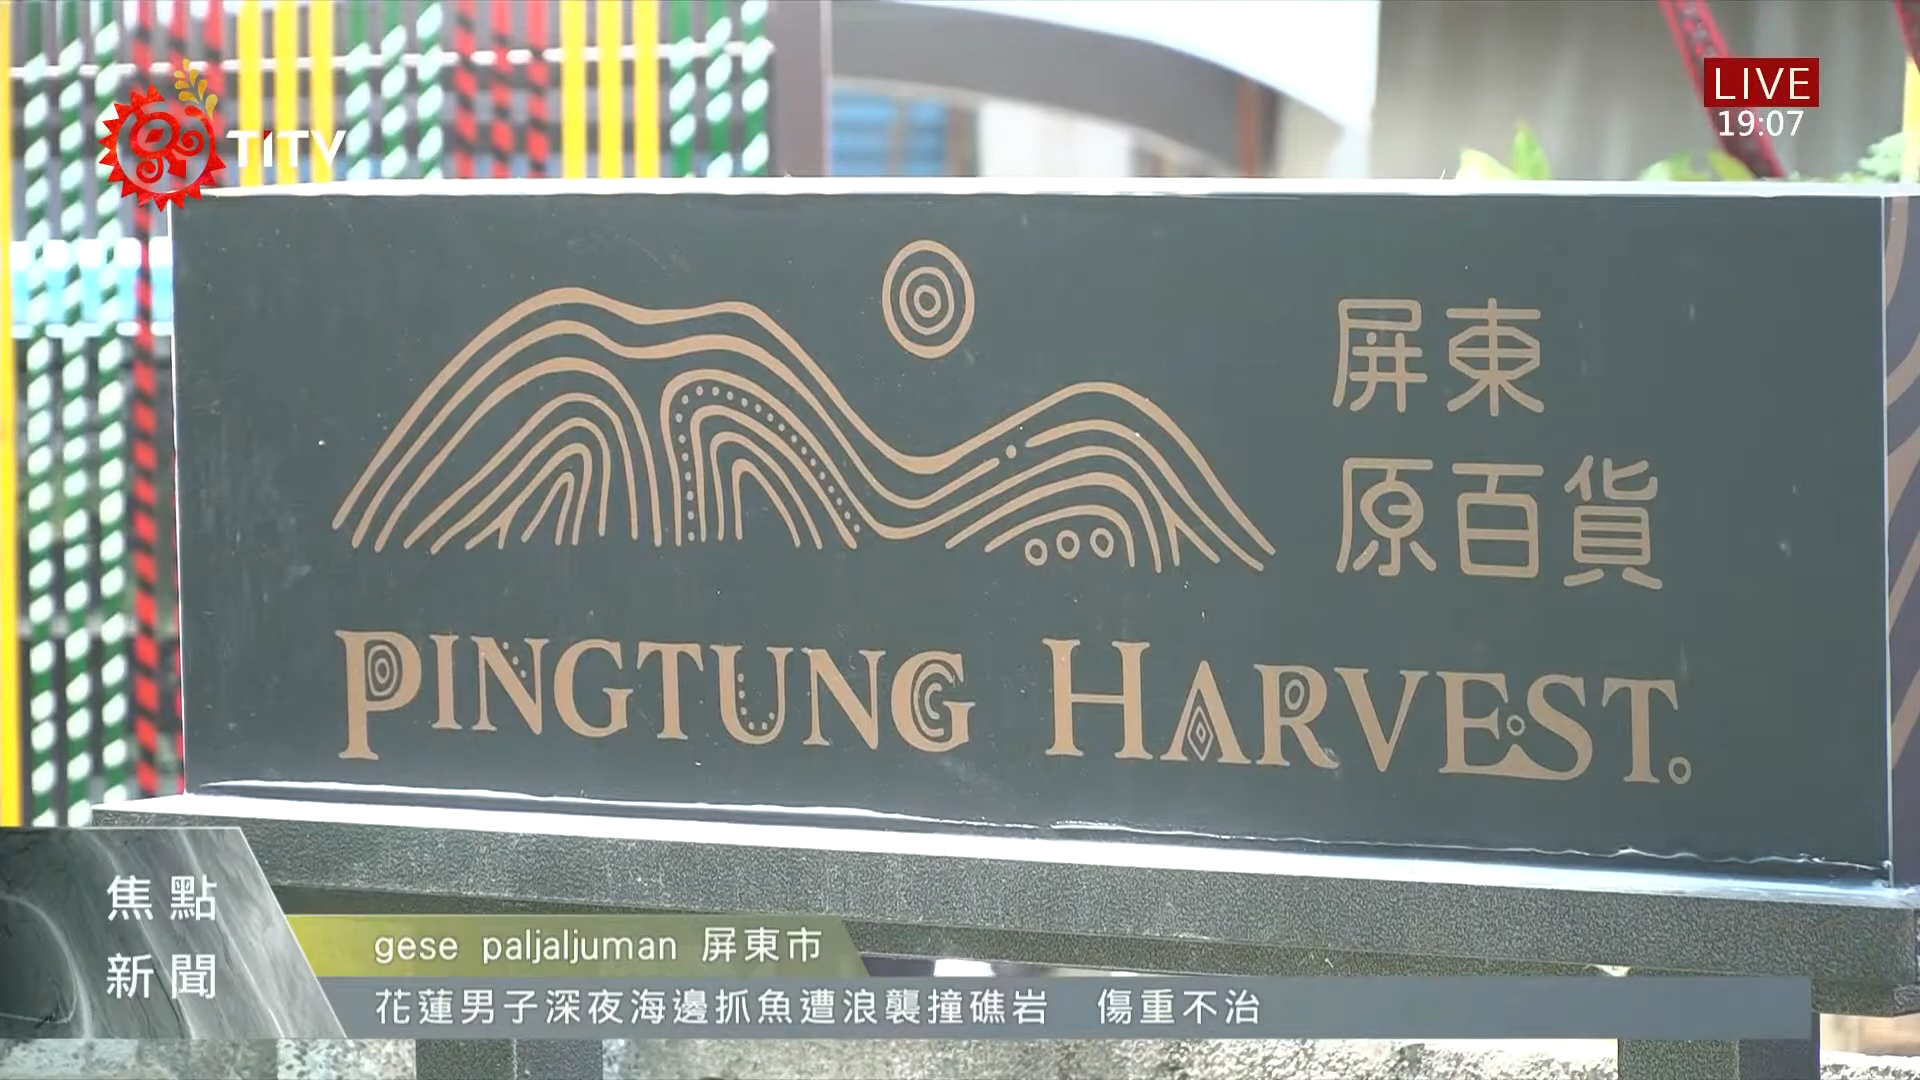 TiTV
LIVE
19:07
屏東
原百貨
PINGTUNG HARVEST
焦點
新聞
gese paljaljuman 屏東市
花蓮男子深夜海邊抓魚遭浪襲撞礁岩 傷重不治